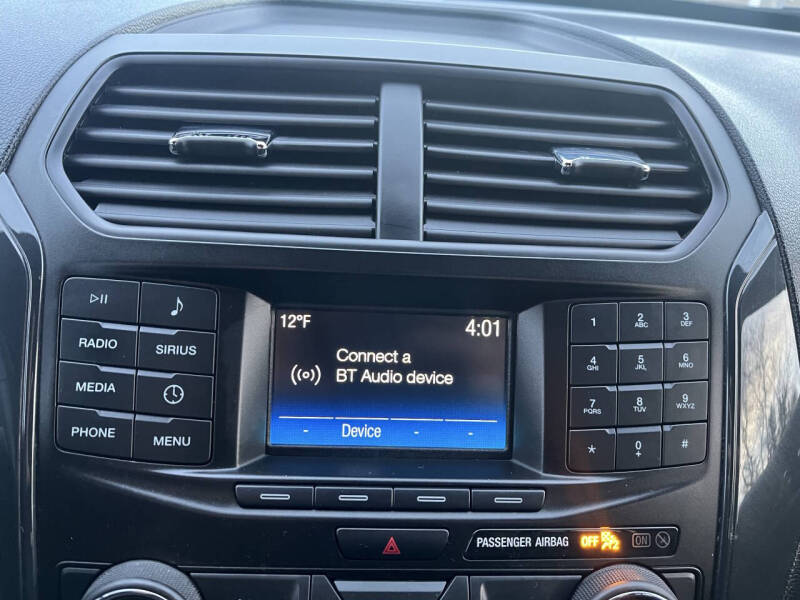 12°F 4:01
Connect a
BT Audio device
- Device - -
RADIO
SIRIUS
MEDIA
PHONE
MENU
1
2 ABC
3 DEF
4 GHI
5 JKL
6 MNO
7 PQRS
8 TUV
9 WXYZ
*
0 +
#
PASSENGER AIRBAG OFF 2 ON